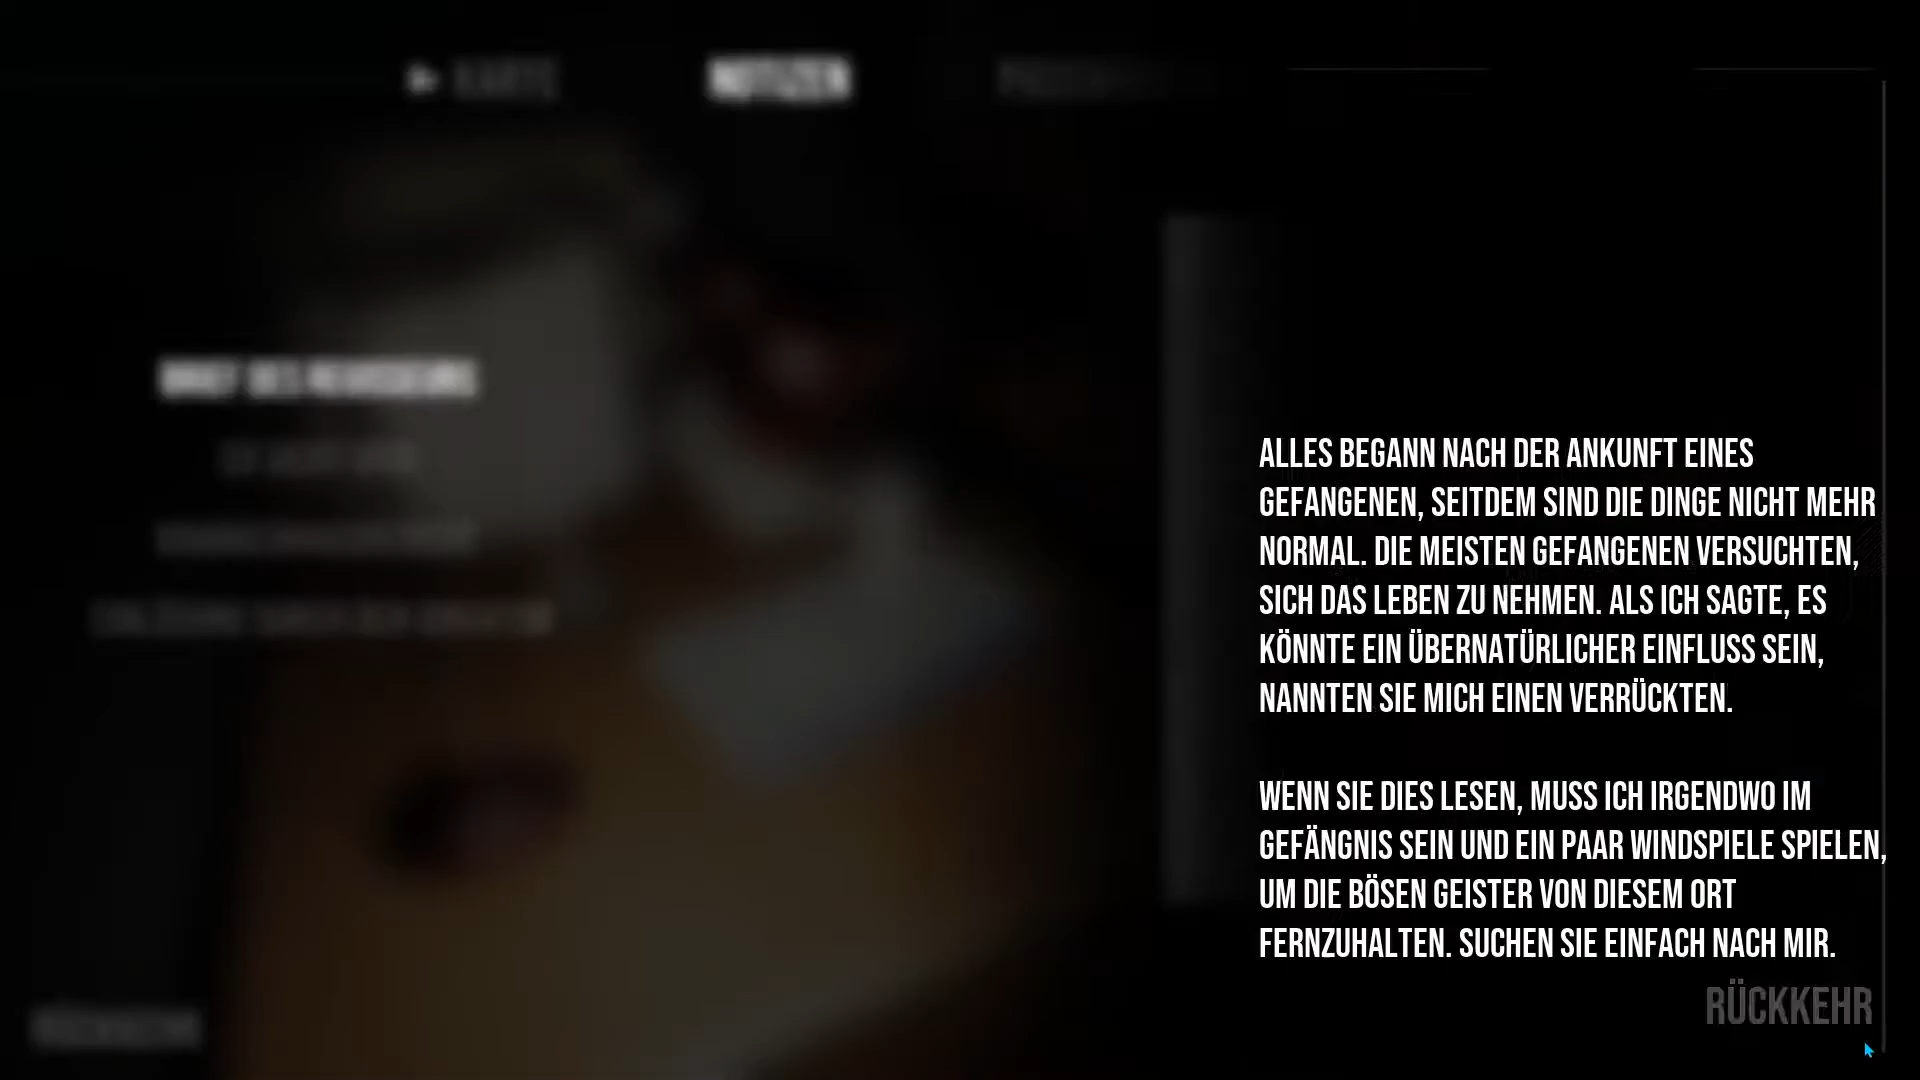 KARTE
NOTIZEN
ALLES BEGANN NACH DER ANKUNFT EINES
GEFANGENEN, SEITDEM SIND DIE DINGE NICHT MEHR
NORMAL. DIE MEISTEN GEFANGENEN VERSUCHTEN,
SICH DAS LEBEN ZU NEHMEN. ALS ICH SAGTE, ES
KÖNNTE EIN ÜBERNATÜRLICHER EINFLUSS SEIN,
NANNTEN SIE MICH EINEN VERRÜCKTEN.
WENN SIE DIES LESEN, MUSS ICH IRGENDWO IM
GEFÄNGNIS SEIN UND EIN PAAR WINDSPIELE SPIELEN,
UM DIE BÖSEN GEISTER VON DIESEM ORT
FERNZUHALTEN. SUCHEN SIE EINFACH NACH MIR.
RÜCKKEHR